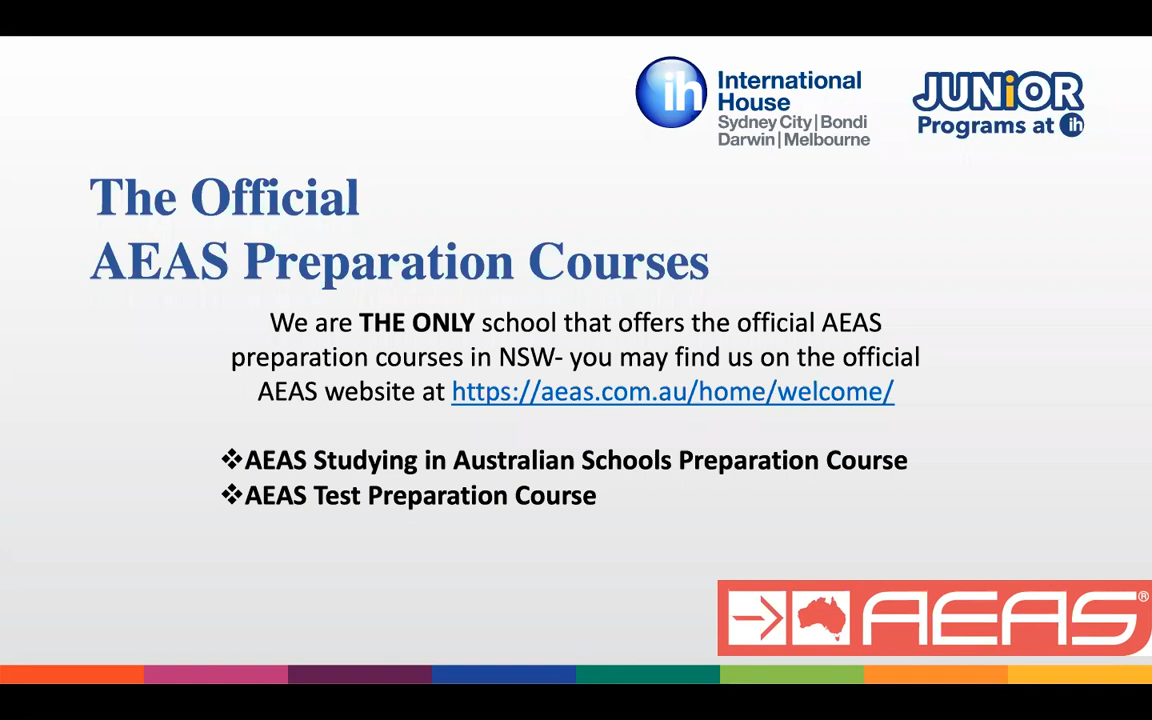 ih International
House
Sydney City|Bondi
Darwin|Melbourne
JUNiOR
Programs at ih
The Official
AEAS Preparation Courses
We are THE ONLY school that offers the official AEAS
preparation courses in NSW- you may find us on the official
AEAS website at https://aeas.com.au/home/welcome/
❖AEAS Studying in Australian Schools Preparation Course
❖AEAS Test Preparation Course
AEAS®